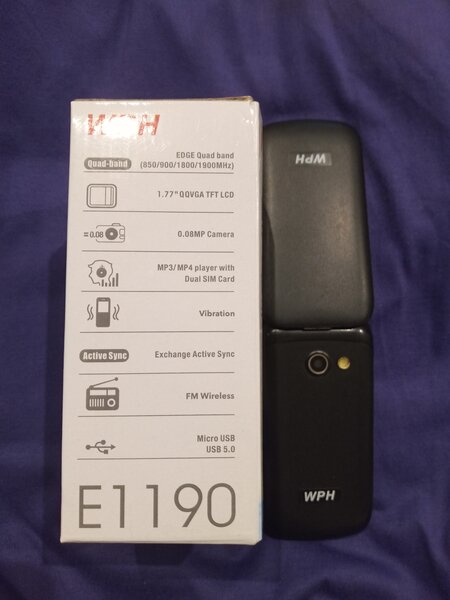 WPH
Quad-band
EDGE Quad band
(850/900/1800/1900MHz)
1.77"QQVGA TFT LCD
=0.08
0.08MP Camera
MP3/MP4 player with
Dual SIM Card
Vibration
Active Sync
Exchange Active Sync
FM Wireless
Micro USB
USB 5.0
E1190
WPH
WPH